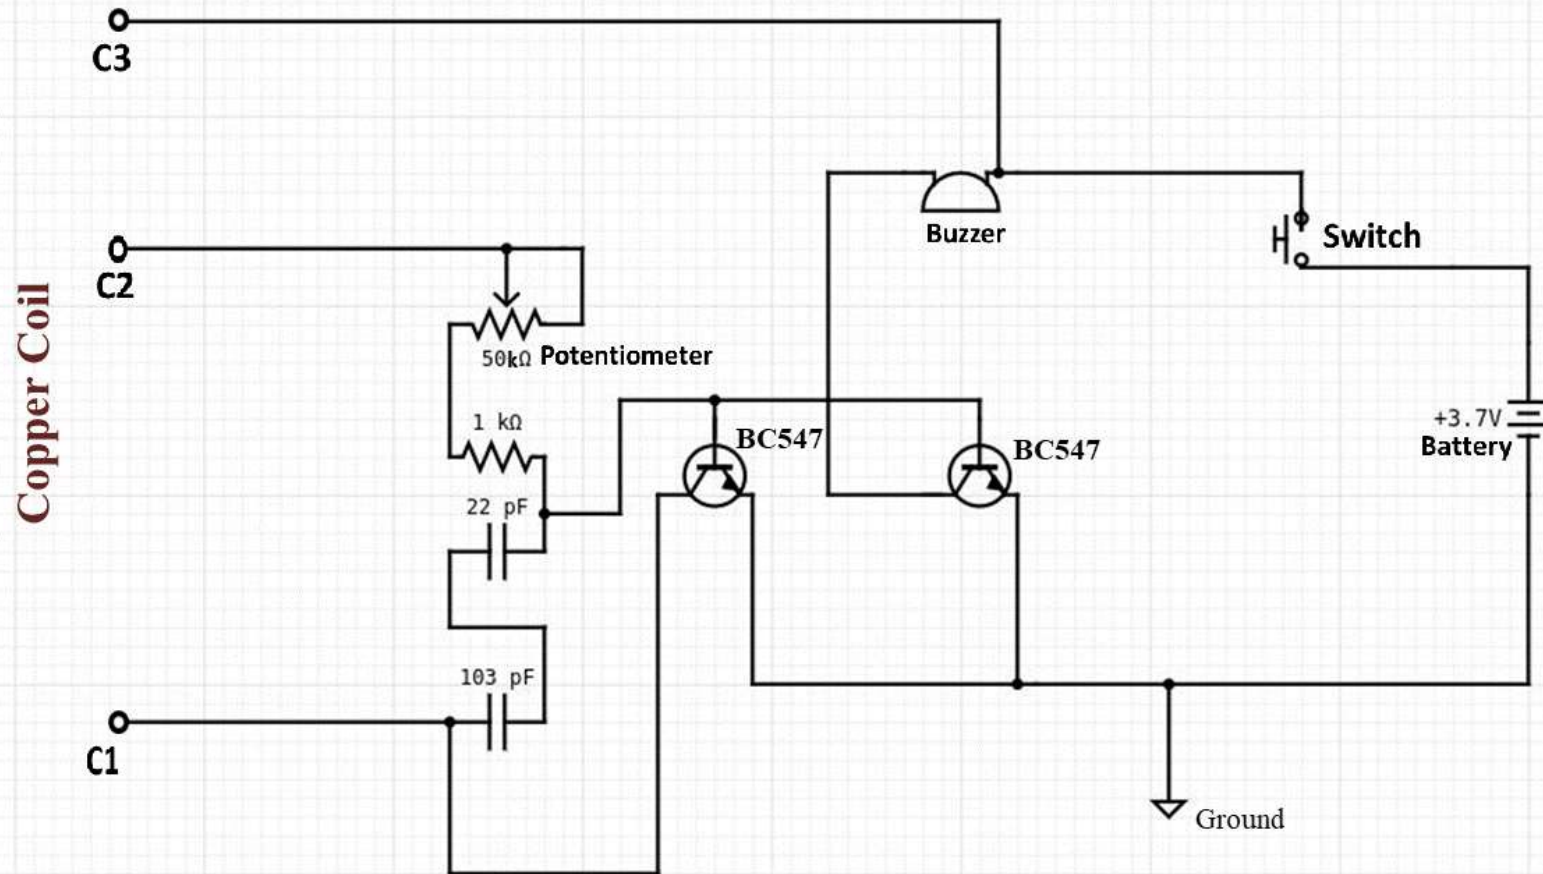 C3
Buzzer
Switch
C2
Copper Coil
50kΩ Potentiometer
1 kΩ
BC547
BC547
+3.7V
Battery
22 pF
103 pF
C1
Ground